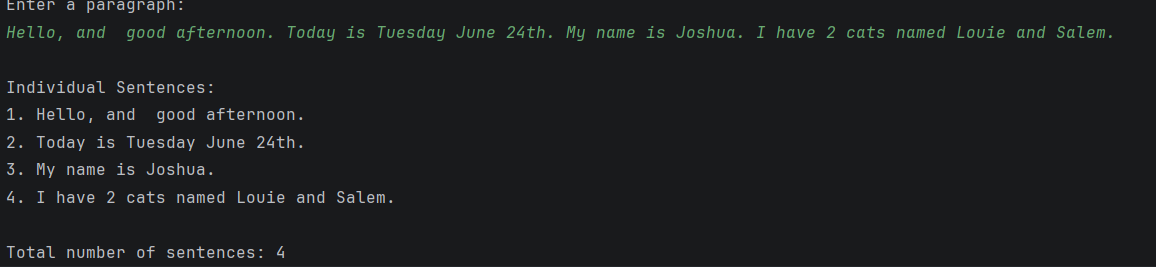 Enter a paragraph:
Hello, and  good afternoon. Today is Tuesday June 24th. My name is Joshua. I have 2 cats named Louie and Salem.
Individual Sentences:
1. Hello, and  good afternoon.
2. Today is Tuesday June 24th.
3. My name is Joshua.
4. I have 2 cats named Louie and Salem.
Total number of sentences: 4